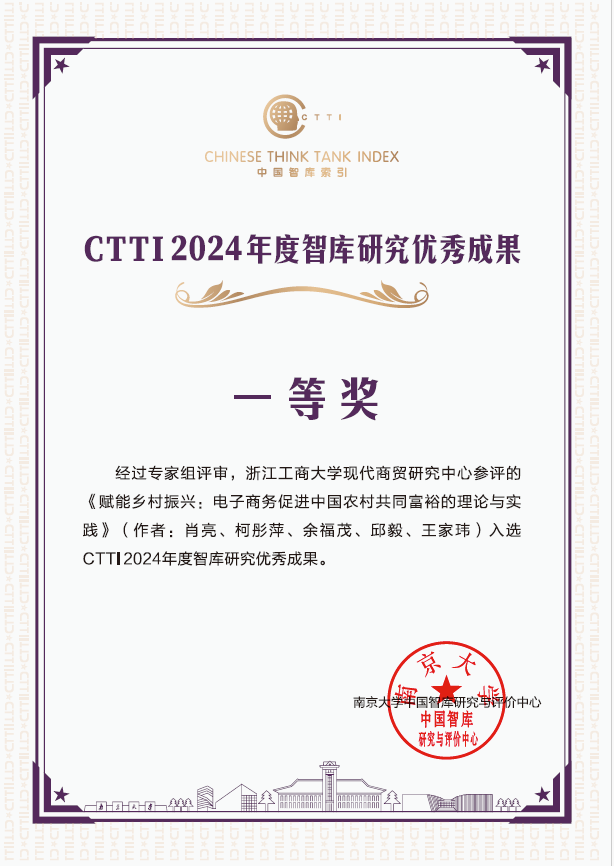 CTTI
CHINESE THINK TANK INDEX
中国智库索引
CTTI 2024年度智库研究优秀成果
一等奖
经过专家组评审，浙江工商大学现代商贸研究中心参评的
《赋能乡村振兴：电子商务促进中国农村共同富裕的理论与实
践》（作者：肖亮、柯彤萍、余福茂、邱毅、王家玮）入选
CTTI 2024年度智库研究优秀成果。
南京大学
南京大学中国智库研究与评价中心
中国智库
研究与评价中心